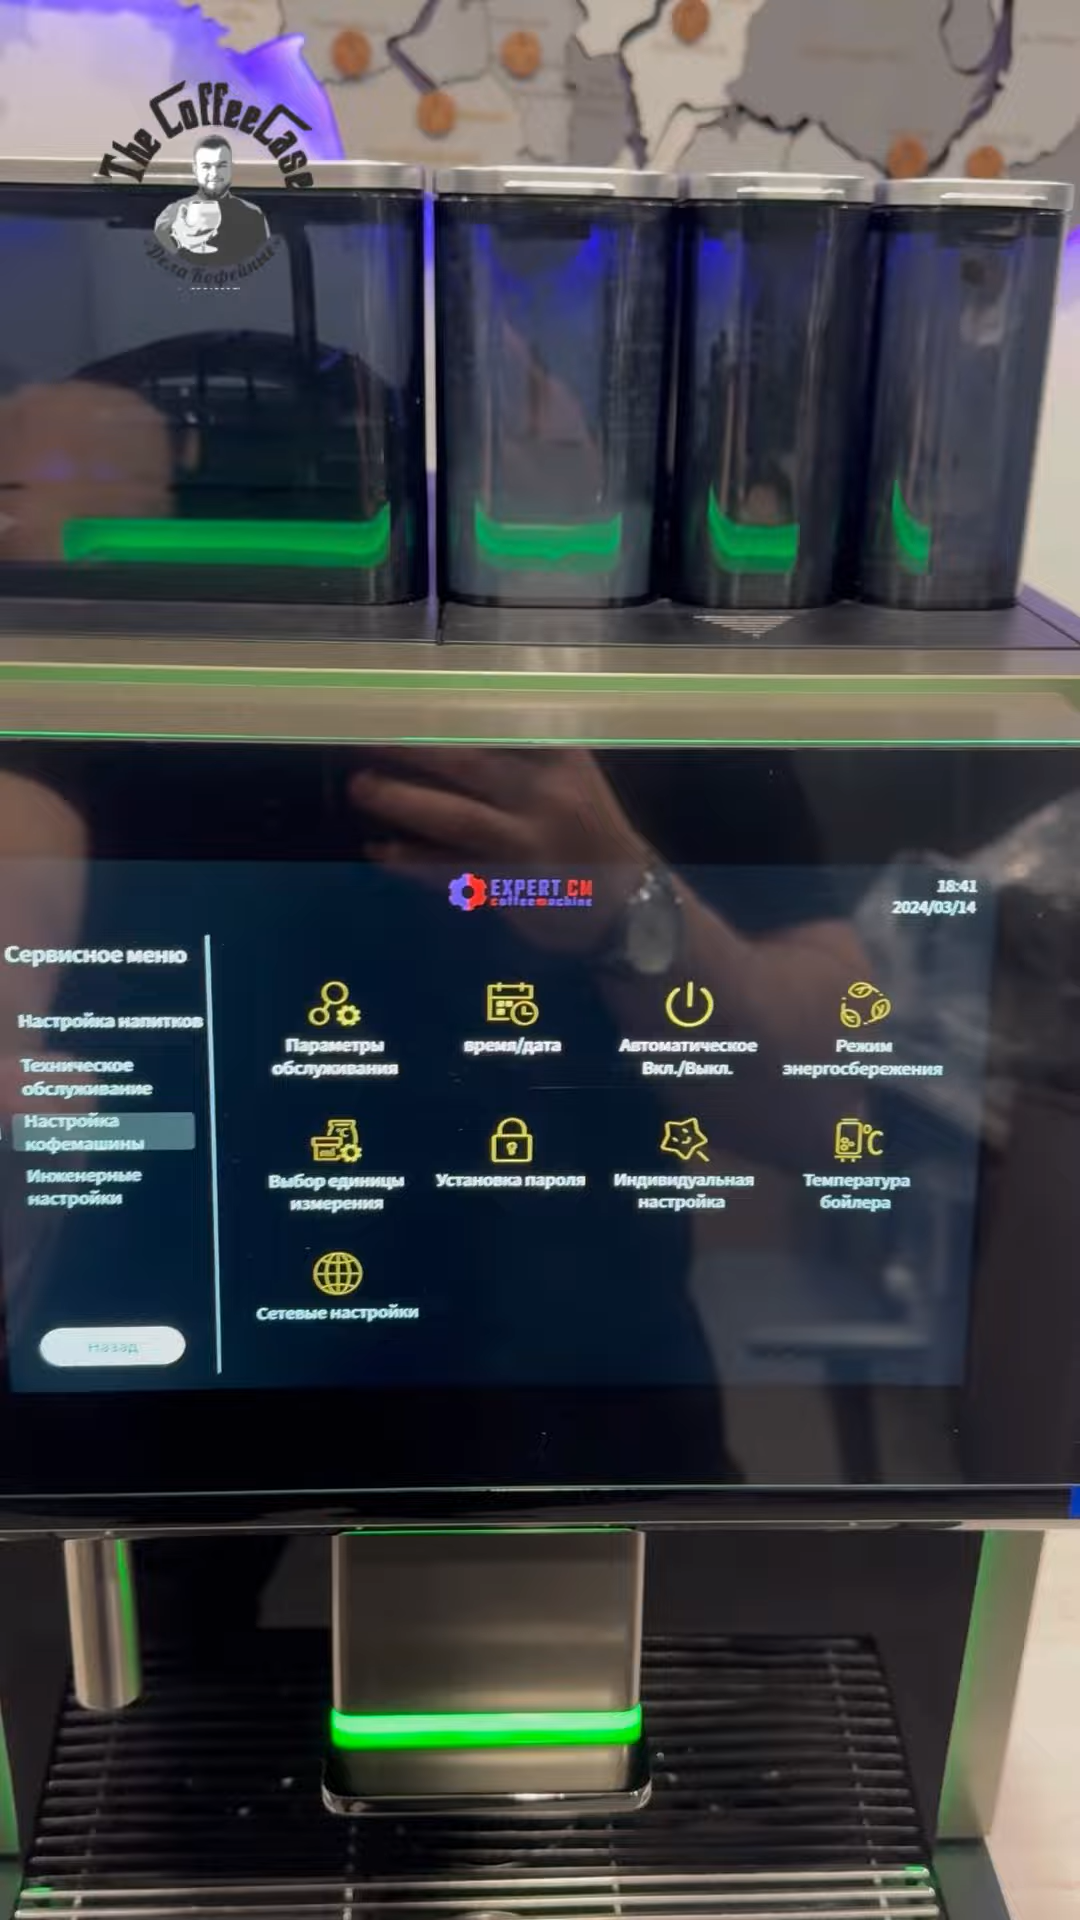 The CoffeeCase
«Дела Кофейные»
EXPERT CM
coffeemachine
18:41
2024/03/14
Сервисное меню
Настройка напитков
Техническое
обслуживание
Настройка
кофемашины
Инженерные
настройки
Назад
Параметры
обслуживания
время/дата
Автоматическое
Вкл./Выкл.
Режим
энергосбережения
Выбор единицы
измерения
Установка пароля
Индивидуальная
настройка
Температура
бойлера
Сетевые настройки